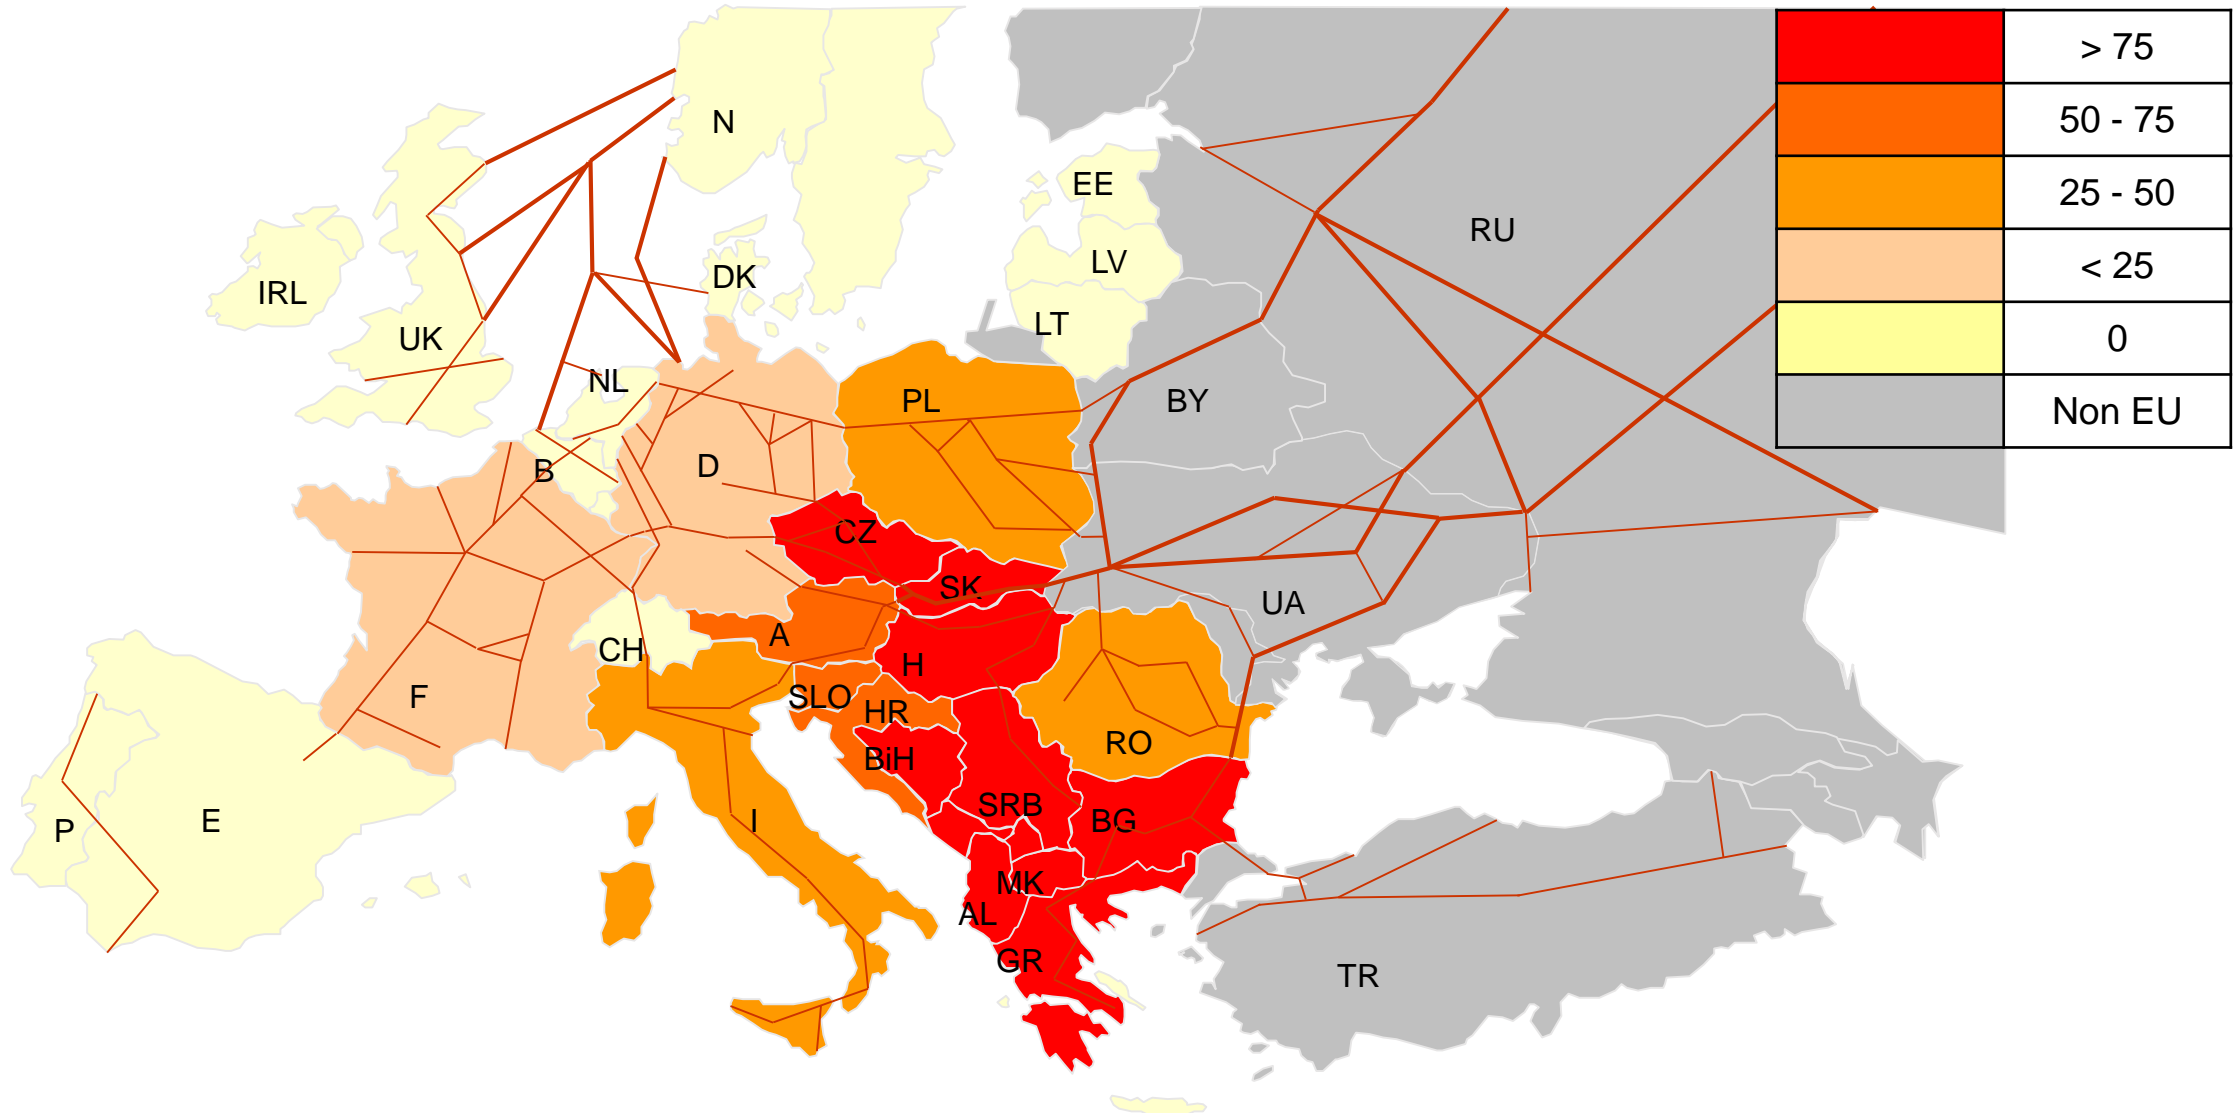 > 75
50 - 75
25 - 50
< 25
0
Non EU
N
EE
RU
LV
DK
IRL
LT
UK
NL
PL
BY
D
B
CZ
SK
UA
A
CH
H
F
SLO
HR
RO
BiH
SRB
I
BG
E
P
MK
AL
GR
TR